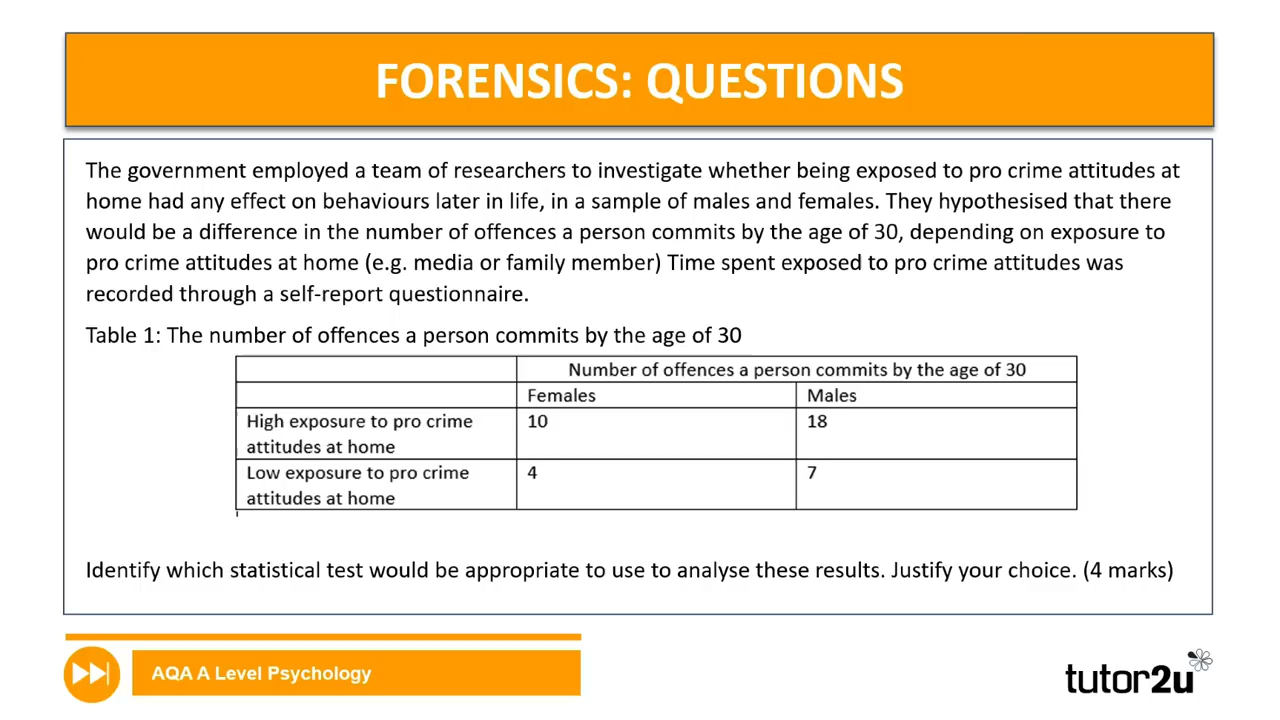 FORENSICS: QUESTIONS
The government employed a team of researchers to investigate whether being exposed to pro crime attitudes at
home had any effect on behaviours later in life, in a sample of males and females. They hypothesised that there
would be a difference in the number of offences a person commits by the age of 30, depending on exposure to
pro crime attitudes at home (e.g. media or family member) Time spent exposed to pro crime attitudes was
recorded through a self-report questionnaire.
Table 1: The number of offences a person commits by the age of 30
Number of offences a person commits by the age of 30
Females Males
High exposure to pro crime 10 18
attitudes at home
Low exposure to pro crime 4 7
attitudes at home
Identify which statistical test would be appropriate to use to analyse these results. Justify your choice. (4 marks)
AQA A Level Psychology
tutor2u